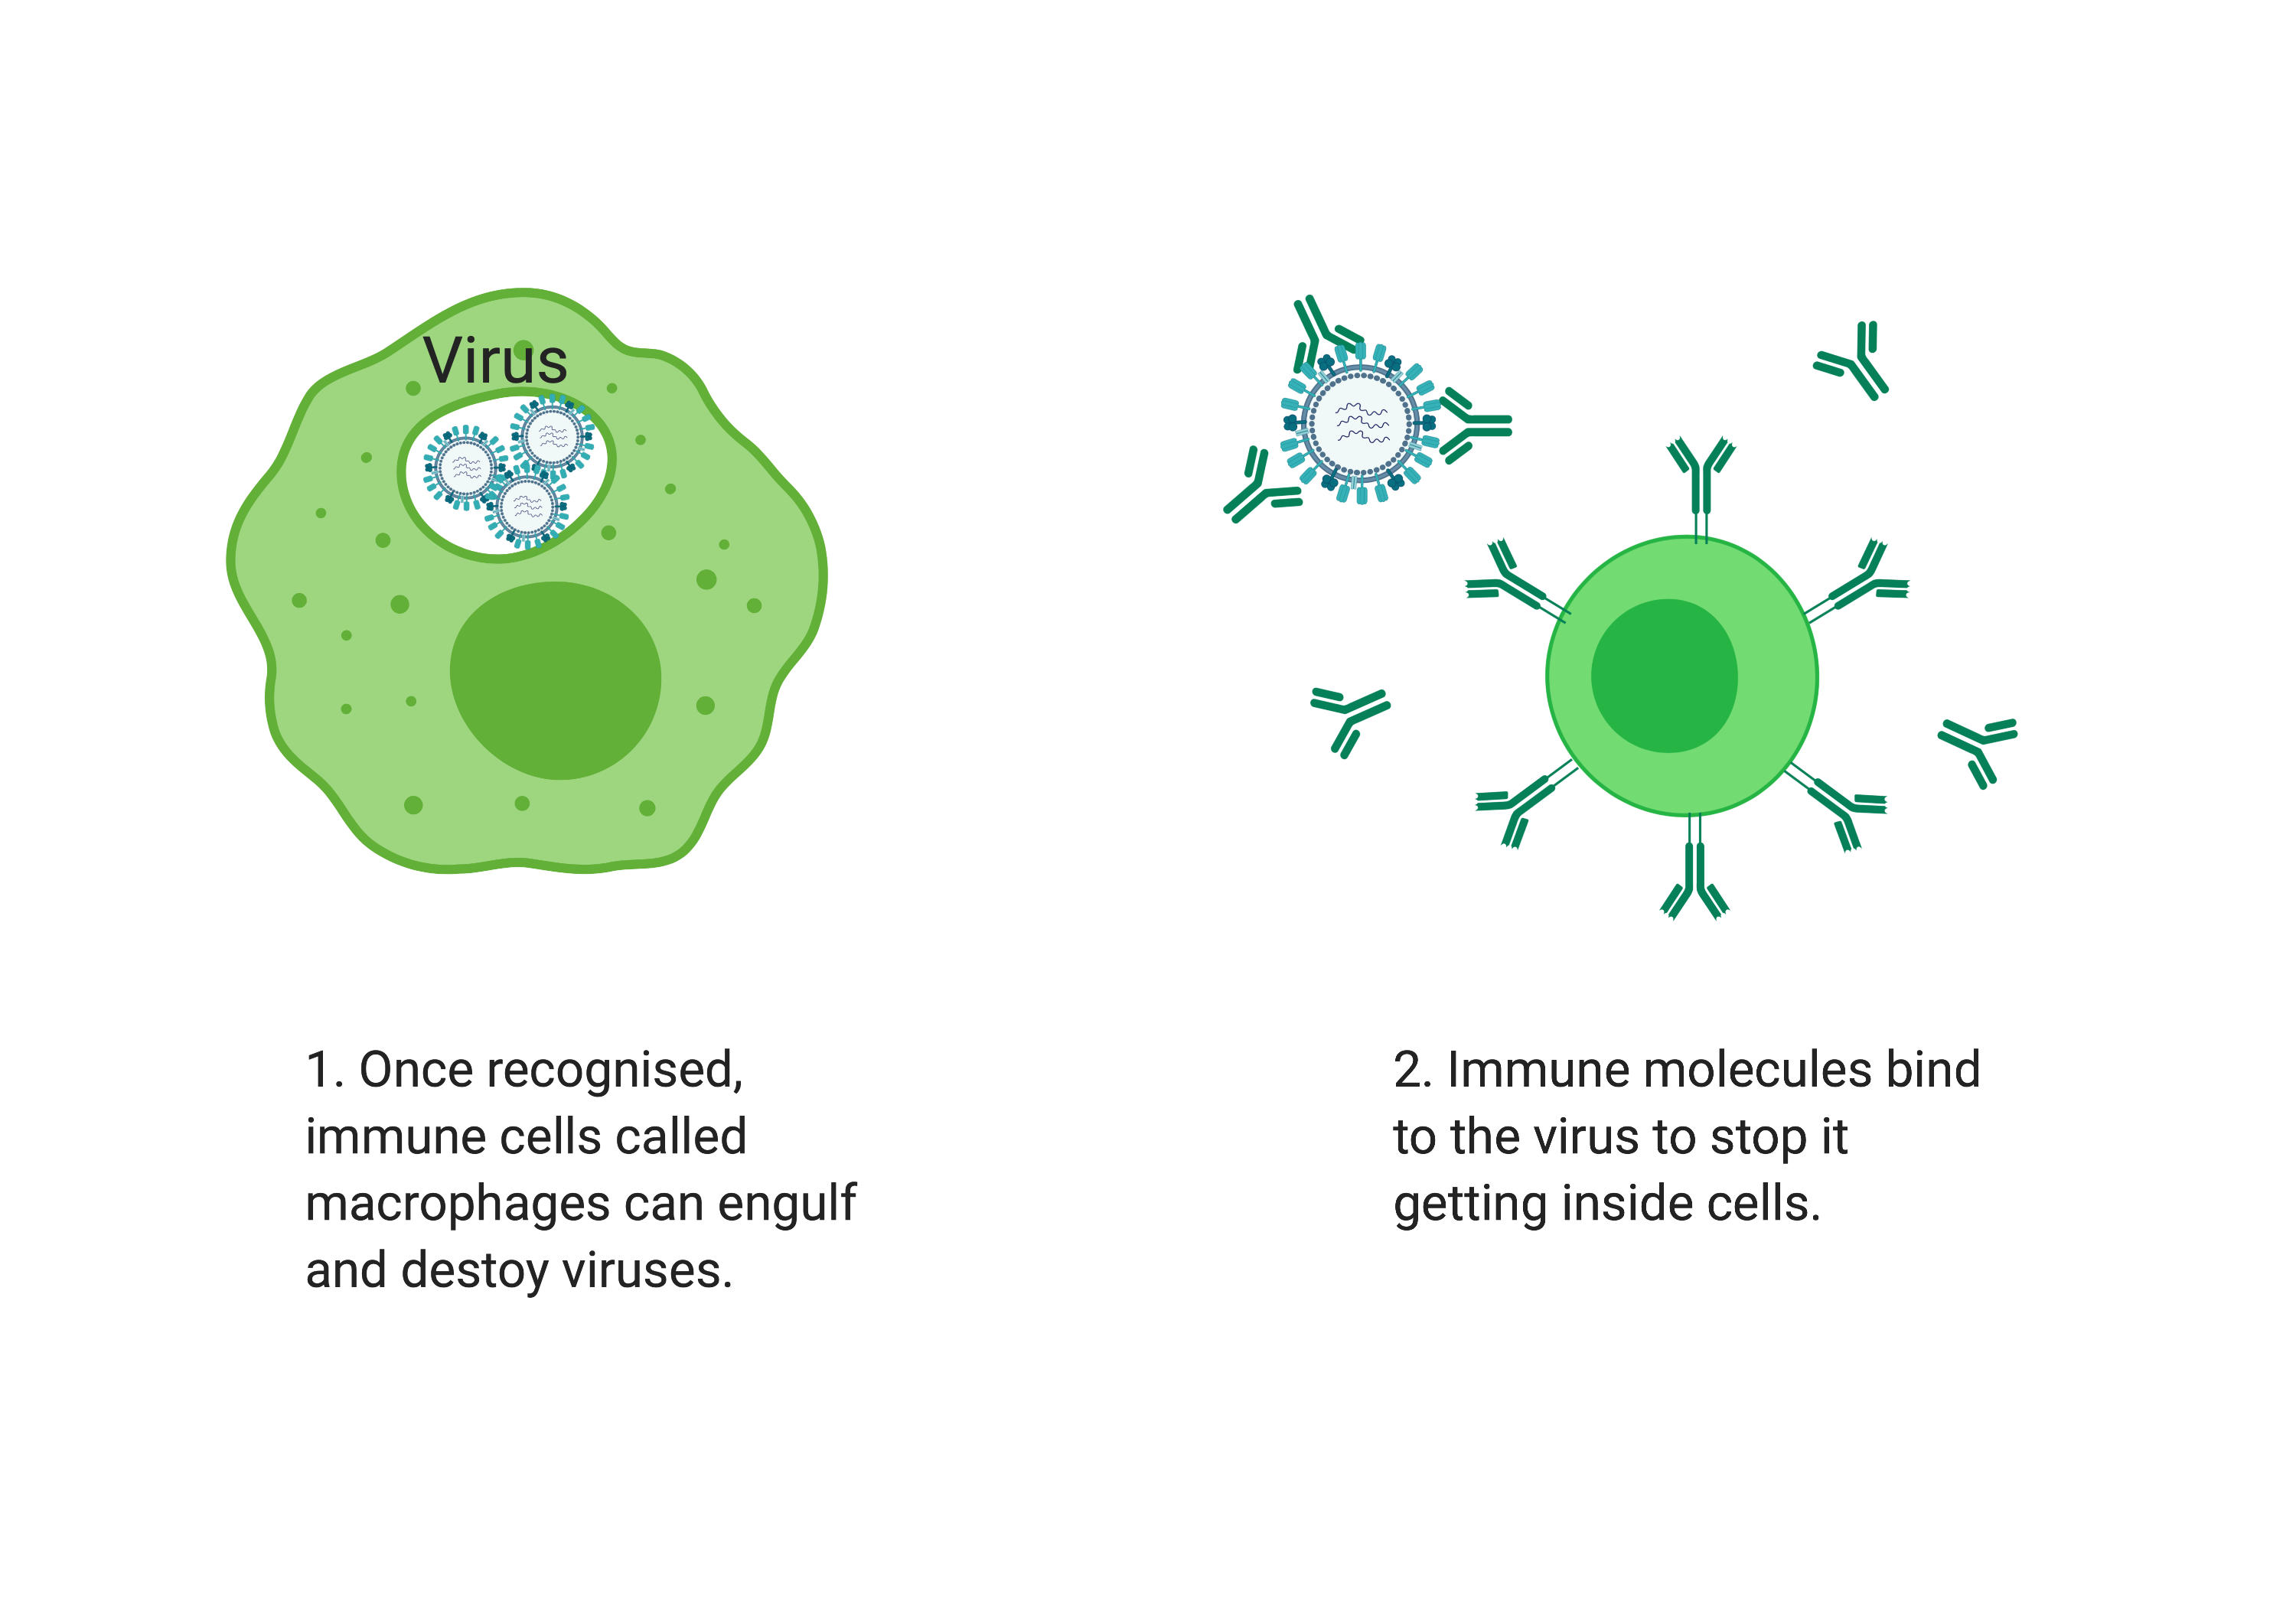 Virus
1. Once recognised,
immune cells called
macrophages can engulf
and destoy viruses.
2. Immune molecules bind
to the virus to stop it
getting inside cells.